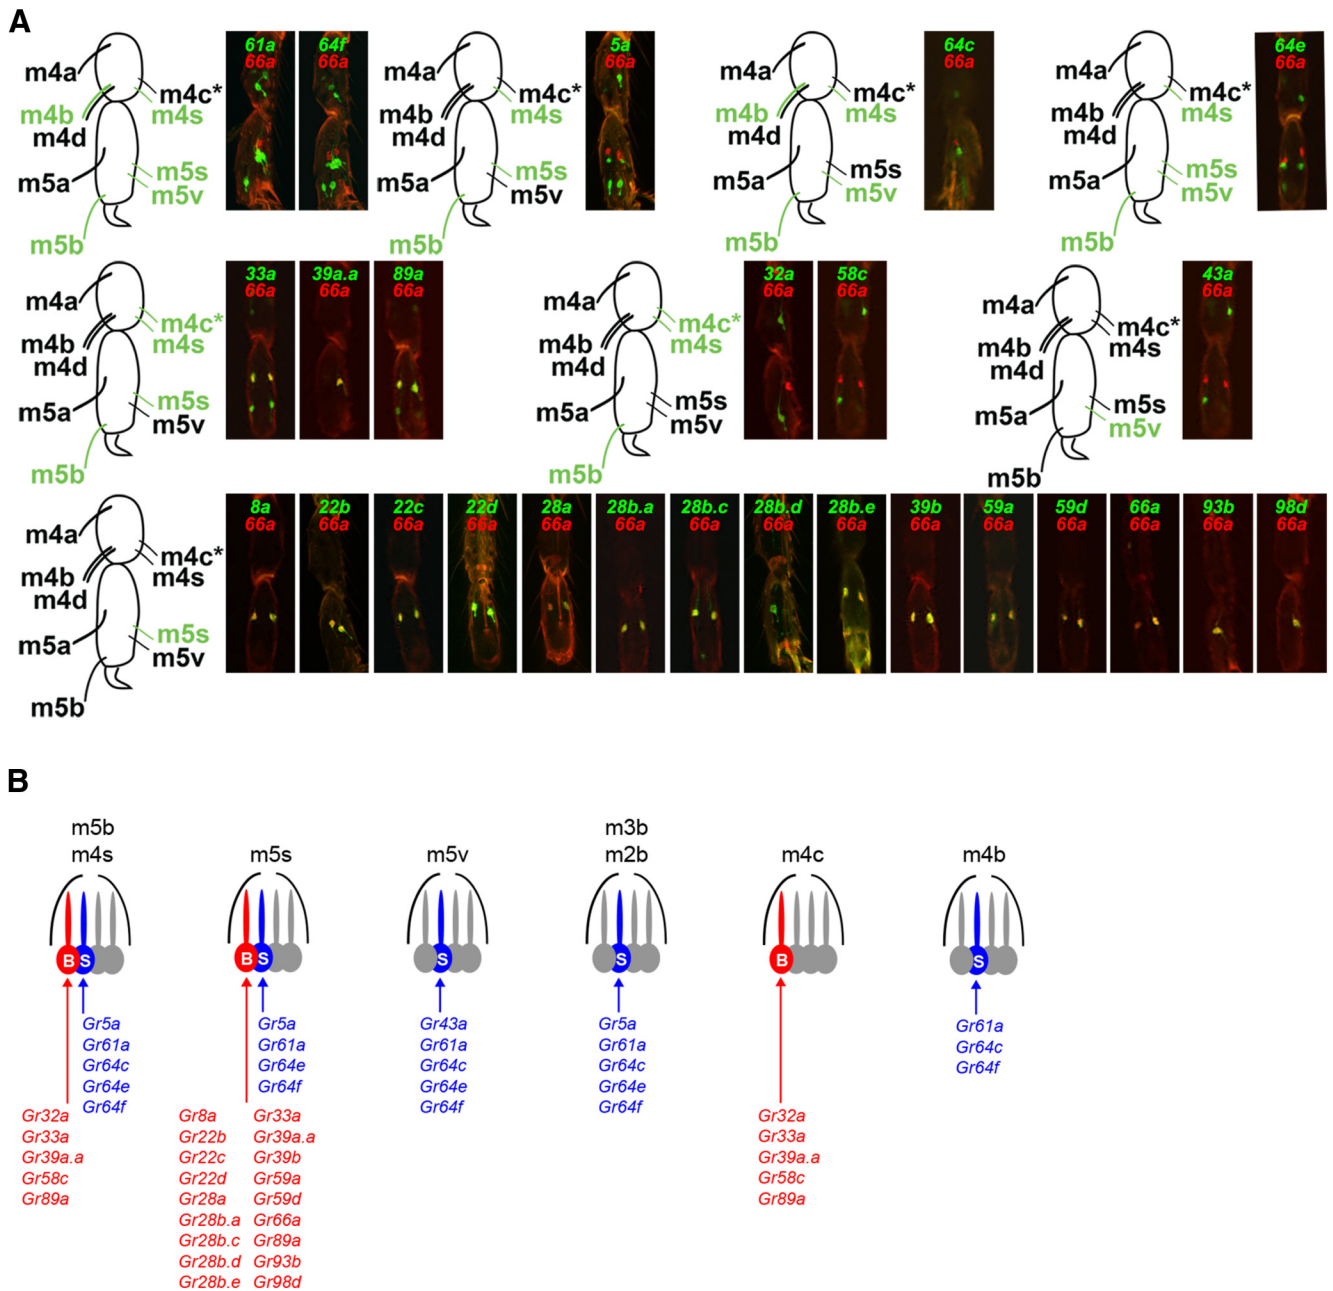 A
m4a
m4b
m4d
m5a
m5b
m4c*
m4s
m5s
m5v
61a
66a
64f
66a
m4a
m4b
m4d
m5a
m5b
m4c*
m4s
m5s
m5v
5a
66a
m4a
m4b
m4d
m5a
m5b
m4c*
m4s
m5s
m5v
64c
66a
m4a
m4b
m4d
m5a
m5b
m4c*
m4s
m5s
m5v
64e
66a
m4a
m4b
m4d
m5a
m5b
m4c*
m4s
m5s
m5v
33a
66a
39a.a
66a
89a
66a
m4a
m4b
m4d
m5a
m5b
m4c*
m4s
m5s
m5v
32a
66a
58c
66a
m4a
m4b
m4d
m5a
m5b
m4c*
m4s
m5s
m5v
43a
66a
m4a
m4b
m4d
m5a
m5b
m4c*
m4s
m5s
m5v
8a
66a
22b
66a
22c
66a
22d
66a
28a
66a
28b.a
66a
28b.c
66a
28b.d
66a
28b.e
66a
39b
66a
59a
66a
59d
66a
66a
66a
93b
66a
98d
66a
B
m5b
m4s
B S
Gr5a
Gr61a
Gr64c
Gr64e
Gr64f
Gr32a
Gr33a
Gr39a.a
Gr58c
Gr89a
m5s
B S
Gr5a
Gr61a
Gr64e
Gr64f
Gr8a
Gr22b
Gr22c
Gr22d
Gr28a
Gr28b.a
Gr28b.c
Gr28b.d
Gr28b.e
Gr33a
Gr39a.a
Gr39b
Gr59a
Gr59d
Gr66a
Gr89a
Gr93b
Gr98d
m5v
S
Gr43a
Gr61a
Gr64c
Gr64e
Gr64f
m3b
m2b
S
Gr5a
Gr61a
Gr64c
Gr64e
Gr64f
m4c
B
Gr32a
Gr33a
Gr39a.a
Gr58c
Gr89a
m4b
S
Gr61a
Gr64c
Gr64f